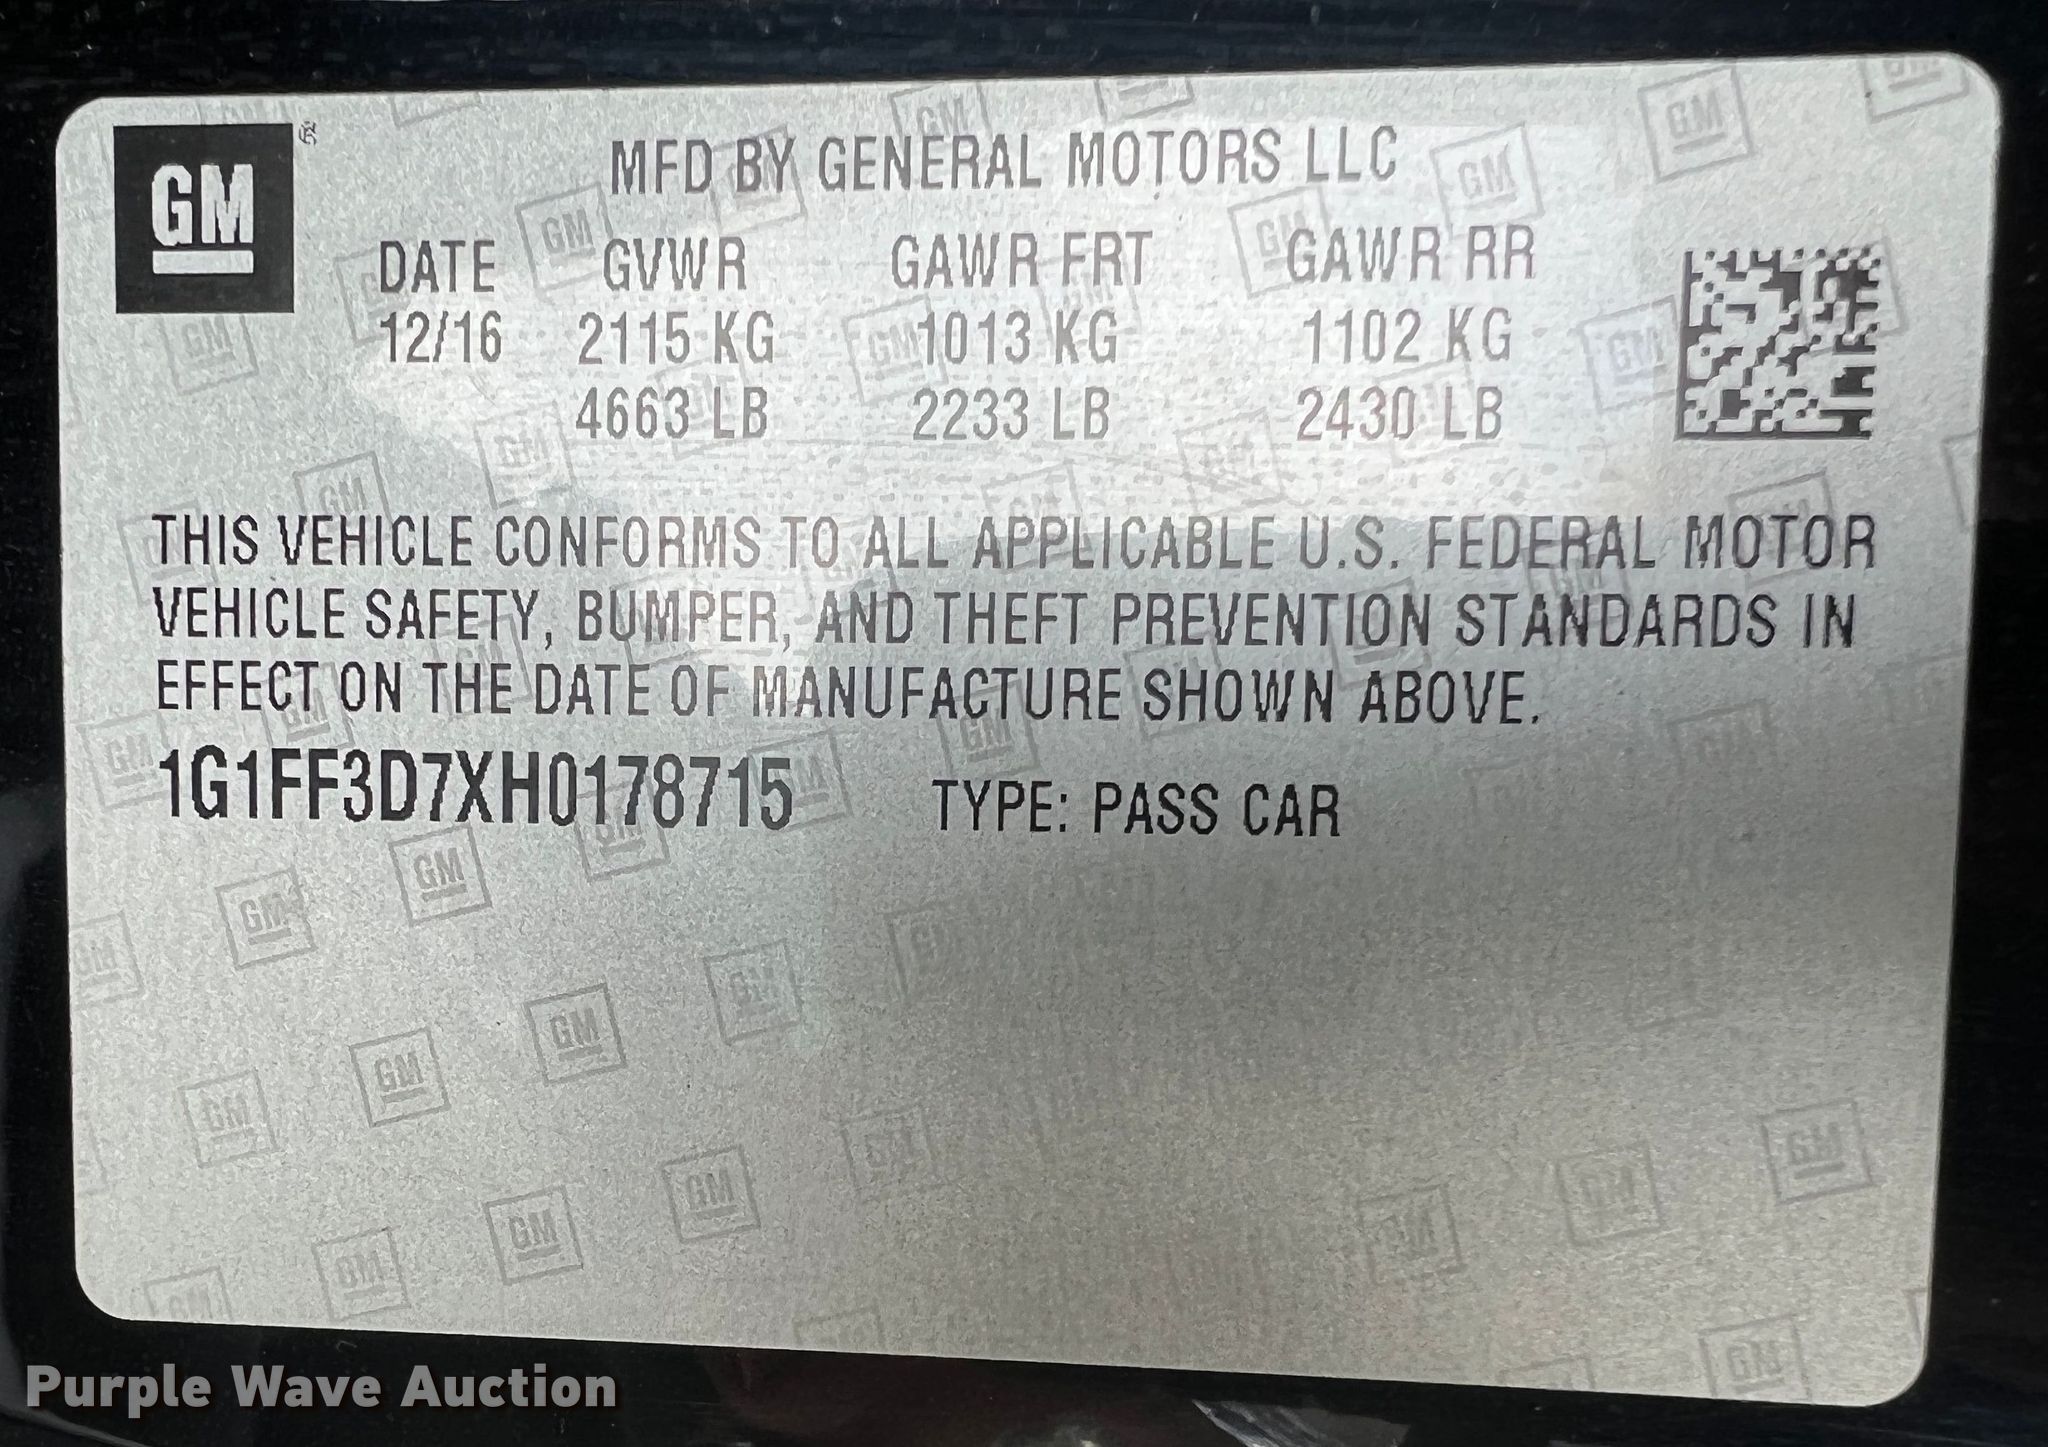 GM ®
MFD BY GENERAL MOTORS LLC
DATE GVWR GAWR FRT GAWR RR
12/16 2115 KG 1013 KG 1102 KG
4663 LB 2233 LB 2430 LB
THIS VEHICLE CONFORMS TO ALL APPLICABLE U.S. FEDERAL MOTOR
VEHICLE SAFETY, BUMPER, AND THEFT PREVENTION STANDARDS IN
EFFECT ON THE DATE OF MANUFACTURE SHOWN ABOVE.
1G1FF3D7XH0178715 TYPE: PASS CAR
Purple Wave Auction